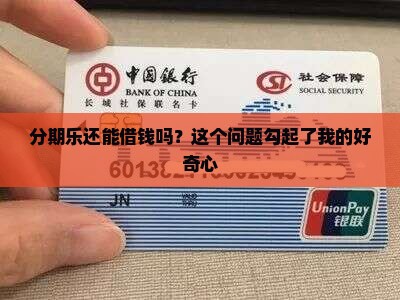 中国银行
BANK OF CHINA
社会保障
SOCIAL SECURITY
长城社保联名卡
分期乐还能借钱吗？这个问题勾起了我的好
奇心
JN
UnionPay
银联